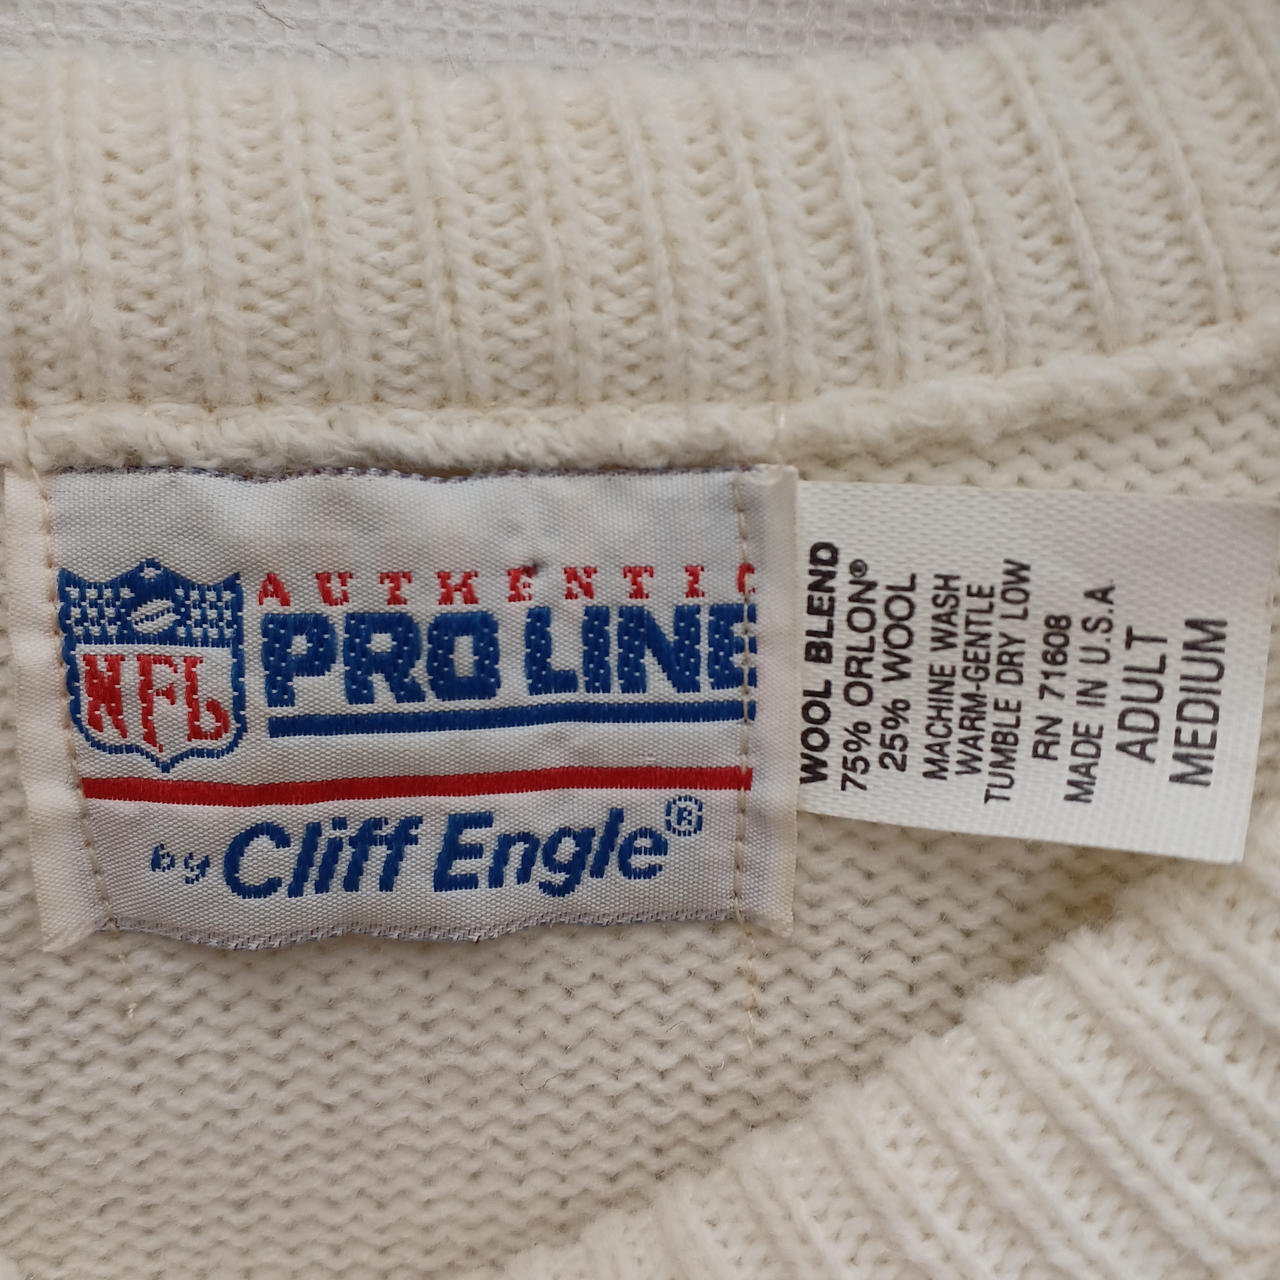 AUTHENTIC
PRO LINE
NFL
by Cliff Engle®
WOOL BLEND
75% ORLON®
25% WOOL
MACHINE WASH
WARM-GENTLE
TUMBLE DRY LOW
RN 71608
MADE IN U.S.A
ADULT
MEDIUM